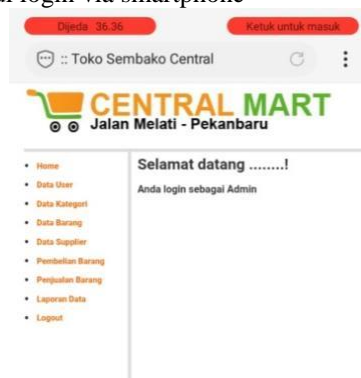 login via smartphone
Dijeda 36.36
Ketuk untuk masuk
:: Toko Sembako Central
CENTRAL MART
Jalan Melati - Pekanbaru
Home
Data User
Data Kategori
Data Barang
Data Supplier
Pembelian Barang
Penjualan Barang
Laporan Data
Logout
Selamat datang ........!
Anda login sebagai Admin